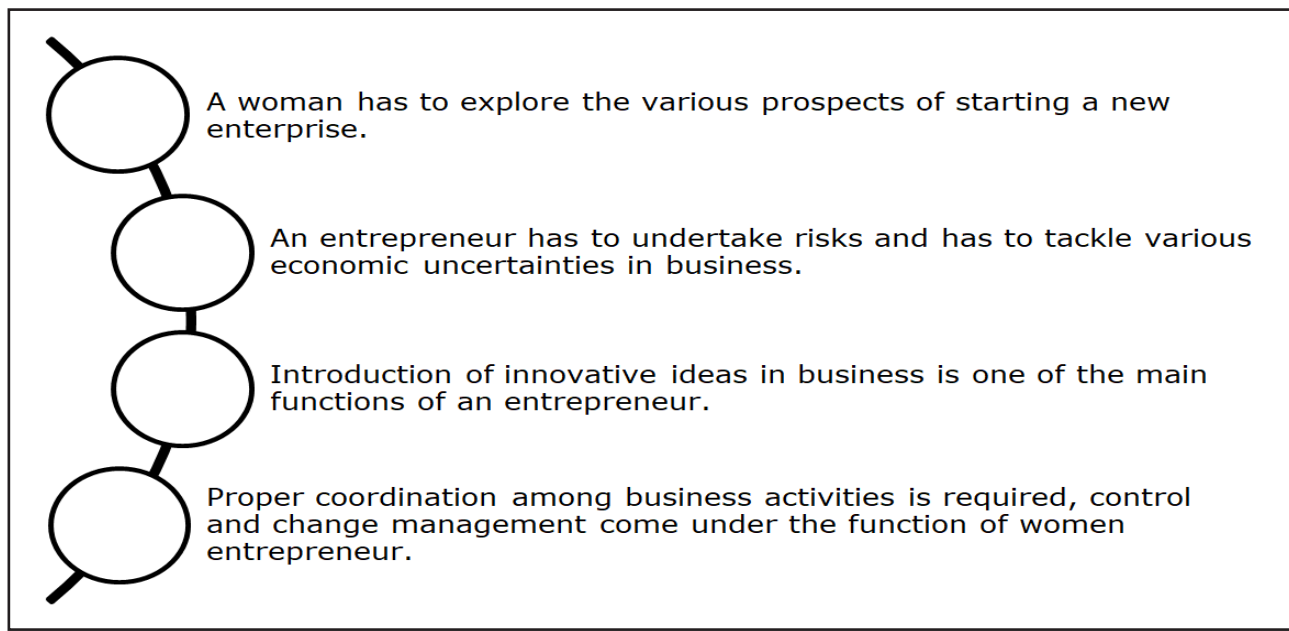 A woman has to explore the various prospects of starting a new
enterprise.
An entrepreneur has to undertake risks and has to tackle various
economic uncertainties in business.
Introduction of innovative ideas in business is one of the main
functions of an entrepreneur.
Proper coordination among business activities is required, control
and change management come under the function of women
entrepreneur.